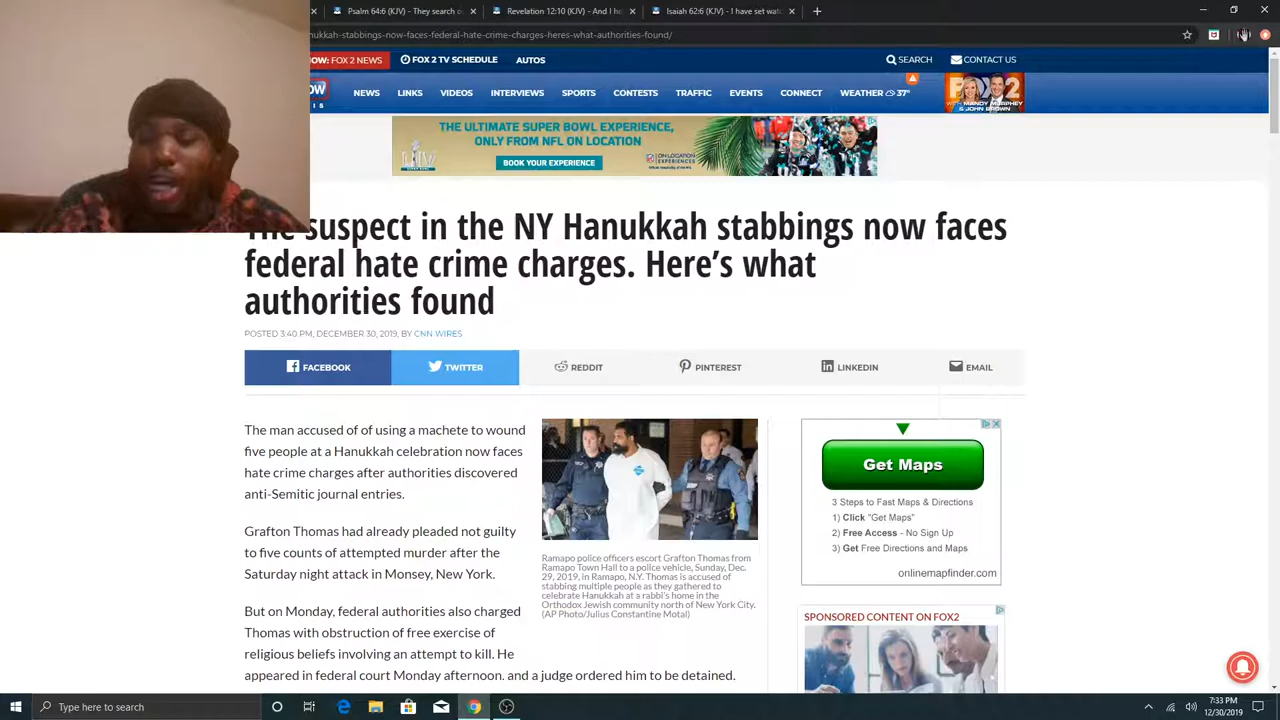 Psalm 64:6 (KJV) - They search o
Revelation 12:10 (KJV) - And I he
Isaiah 62:6 (KJV) - I have set watc
ukkah-stabbings-now-faces-federal-hate-crime-charges-heres-what-authorities-found/
NOW: FOX 2 NEWS
FOX 2 TV SCHEDULE
AUTOS
SEARCH
CONTACT US
NEWS
LINKS
VIDEOS
INTERVIEWS
SPORTS
CONTESTS
TRAFFIC
EVENTS
CONNECT
WEATHER 37°
FOX 2
WITH MANDY MURPHEY
& JOHN BROWN
THE ULTIMATE SUPER BOWL EXPERIENCE,
ONLY FROM NFL ON LOCATION
BOOK YOUR EXPERIENCE
LIV
ON LOCATION
EXPERIENCES
The suspect in the NY Hanukkah stabbings now faces
federal hate crime charges. Here's what
authorities found
POSTED 3:40 PM, DECEMBER 30, 2019, BY CNN WIRES
FACEBOOK
TWITTER
REDDIT
PINTEREST
LINKEDIN
EMAIL
The man accused of of using a machete to wound
five people at a Hanukkah celebration now faces
hate crime charges after authorities discovered
anti-Semitic journal entries.
Grafton Thomas had already pleaded not guilty
to five counts of attempted murder after the
Saturday night attack in Monsey, New York.
But on Monday, federal authorities also charged
Thomas with obstruction of free exercise of
religious beliefs involving an attempt to kill. He
appeared in federal court Monday afternoon, and a judge ordered him to be detained.
Ramapo police officers escort Grafton Thomas from
Ramapo Town Hall to a police vehicle, Sunday, Dec.
29, 2019, in Ramapo, N.Y. Thomas is accused of
stabbing multiple people as they gathered to
celebrate Hanukkah at a rabbi's home in the
Orthodox Jewish community north of New York City.
(AP Photo/Julius Constantine Motal)
Get Maps
3 Steps to Fast Maps & Directions
1) Click "Get Maps"
2) Free Access - No Sign Up
3) Get Free Directions and Maps
onlinemapfinder.com
SPONSORED CONTENT ON FOX2
Type here to search
7:33 PM
12/30/2019